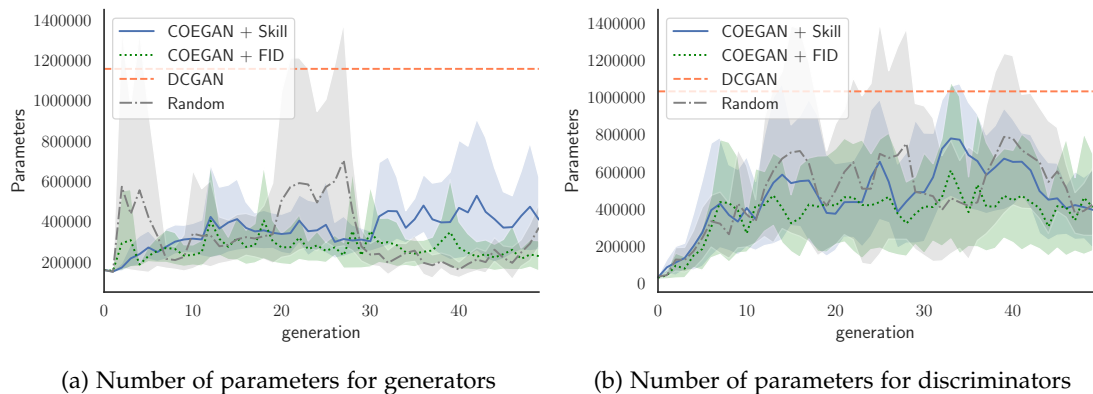 1400000
1200000
1000000
800000
600000
400000
200000
Parameters
COEGAN + Skill
COEGAN + FID
DCGAN
Random
0
10
20
30
40
generation
(a) Number of parameters for generators
1400000
1200000
1000000
800000
600000
400000
200000
0
Parameters
COEGAN + Skill
COEGAN + FID
DCGAN
Random
0
10
20
30
40
generation
(b) Number of parameters for discriminators